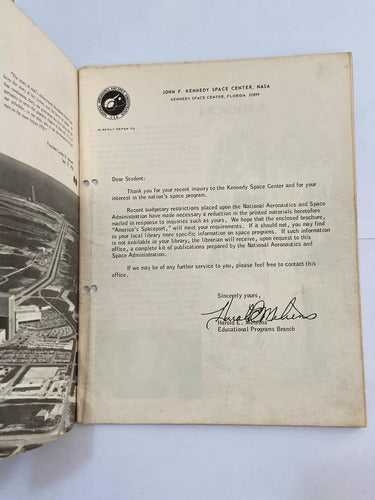 JOHN F. KENNEDY SPACE CENTER, NASA
KENNEDY SPACE CENTER, FLORIDA 32899
IN REPLY REFER TO
Dear Student:
Thank you for your recent inquiry to the Kennedy Space Center and for your
interest in the nation's space program.
Recent budgetary restrictions placed upon the National Aeronautics and Space
Administration have made necessary a reduction in the printed materials heretofore
mailed in response to inquiries such as yours. We hope that the enclosed brochure,
"America's Spaceport," will meet your requirements. If it should not, you may find
in your local library more specific information on space programs. If such information
is not available in your library, the librarian will receive, upon request to this
office, a complete kit of publications prepared by the National Aeronautics and
Space Administration.
If we may be of any further service to you, please feel free to contact this
office.
Sincerely yours,
Harold E. Mehrens
Educational Programs Branch